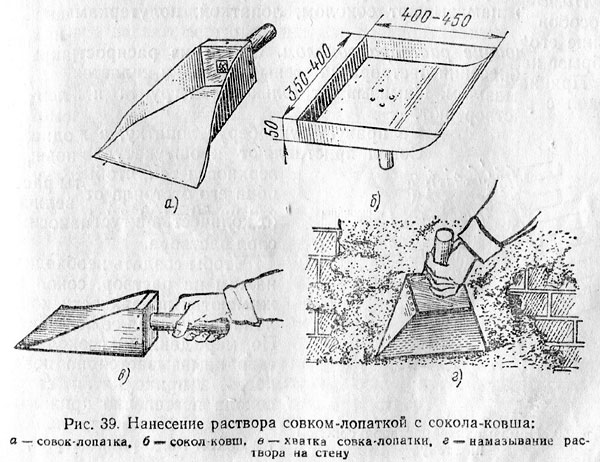 400-450
350-400
50
а)
б)
в)
г)
Рис. 39. Нанесение раствора совком-лопаткой с сокола-ковша:
а — совок-лопатка, б — сокол-ковш, в — хватка совка-лопатки, г — намазывание рас-
твора на стену